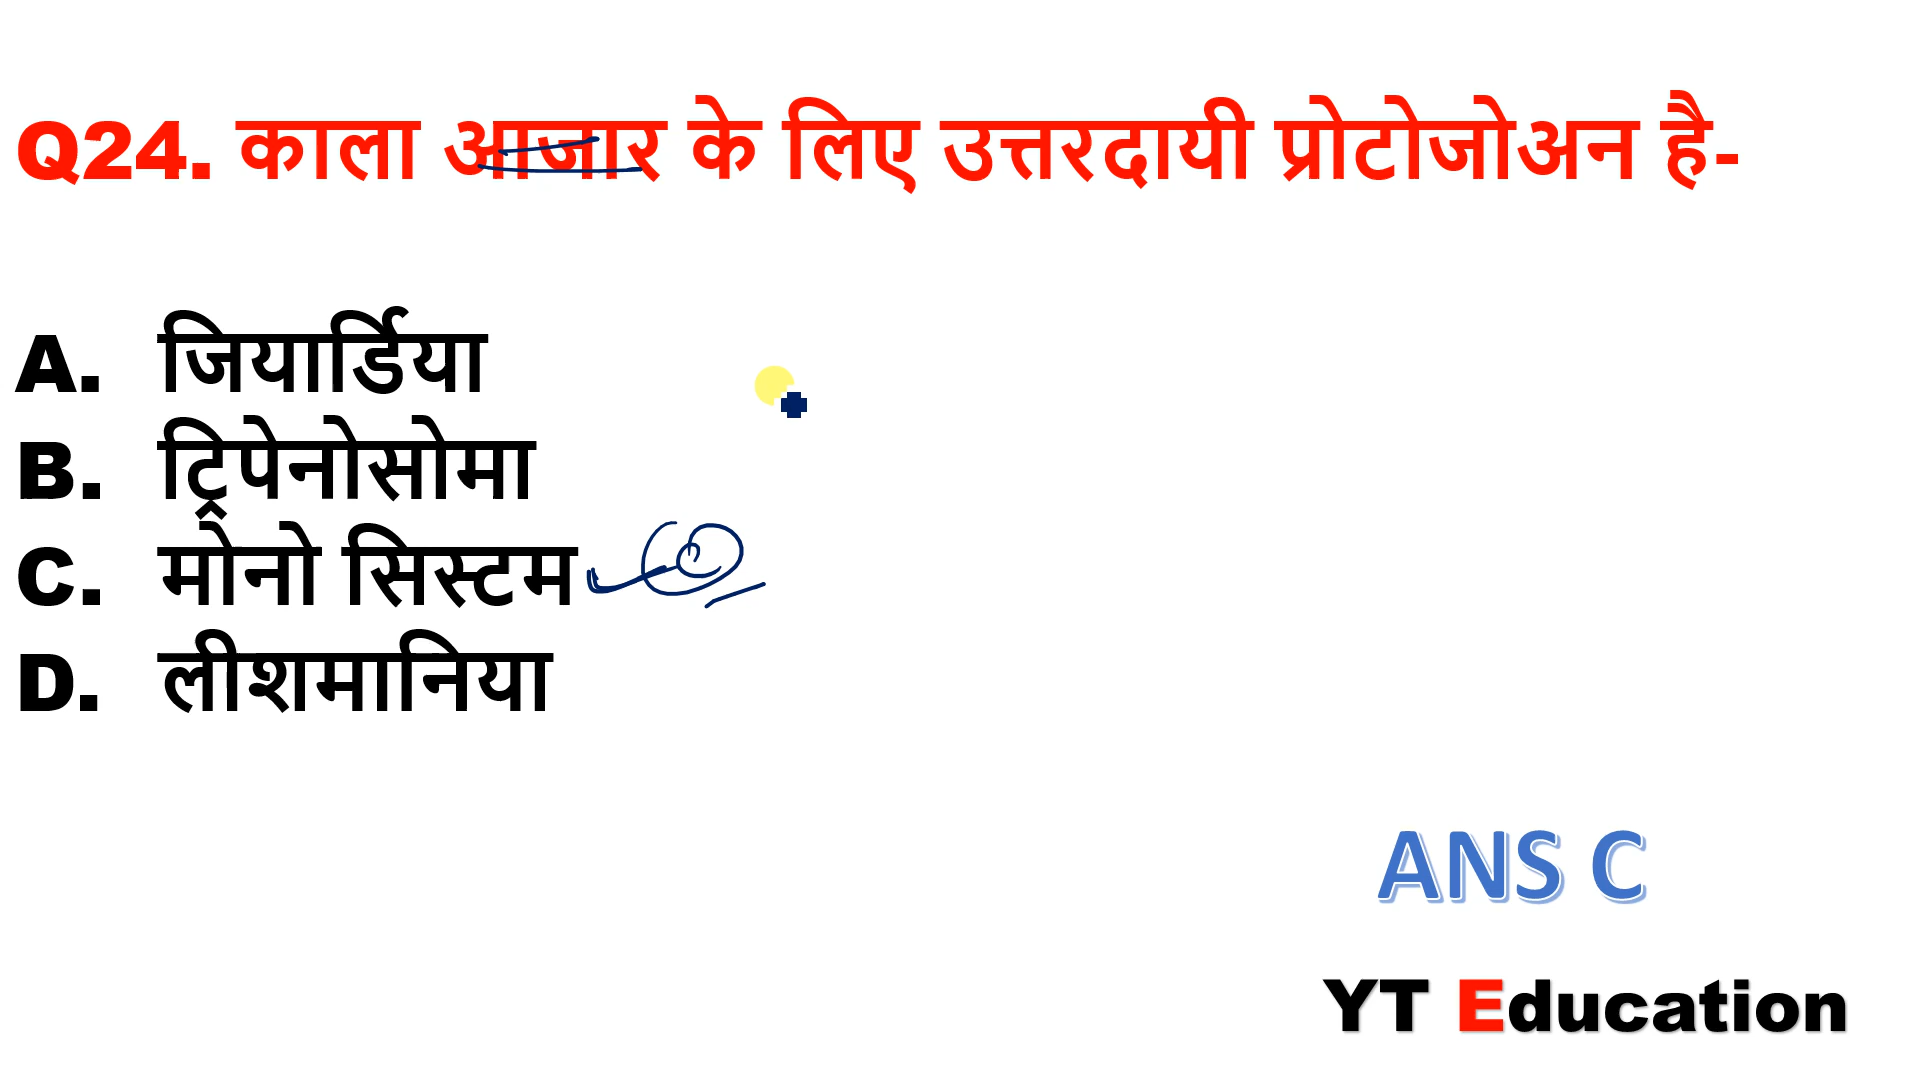 Q24. काला आजार के लिए उत्तरदायी प्रोटोजोअन है-
A. जियार्डिया
B. ट्रिपेनोसोमा
C. मोनो सिस्टम
D. लीशमानिया
ANS C
YT Education